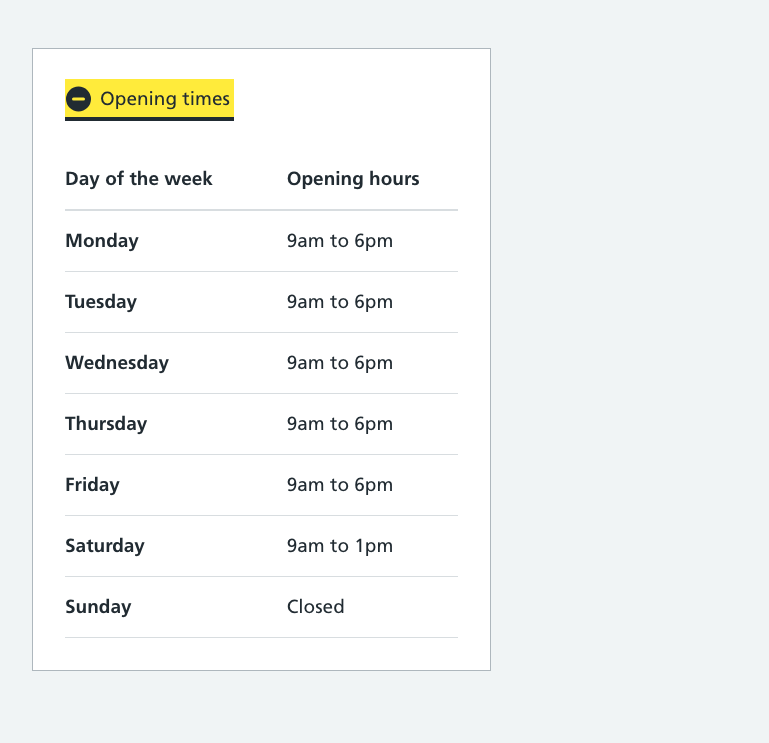 Opening times
Day of the week Opening hours
Monday 9am to 6pm
Tuesday 9am to 6pm
Wednesday 9am to 6pm
Thursday 9am to 6pm
Friday 9am to 6pm
Saturday 9am to 1pm
Sunday Closed